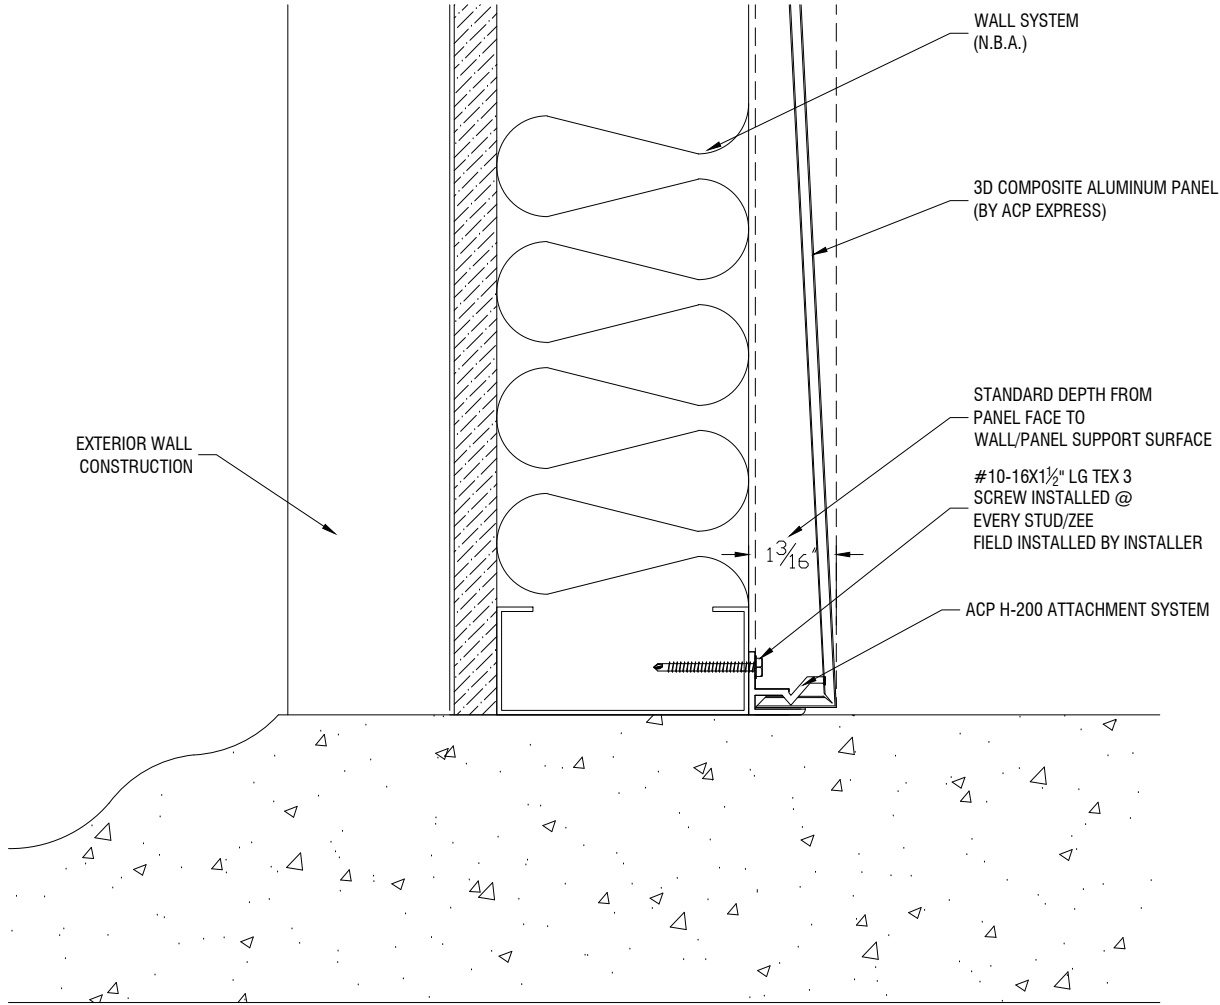 WALL SYSTEM
(N.B.A.)
3D COMPOSITE ALUMINUM PANEL
(BY ACP EXPRESS)
STANDARD DEPTH FROM
PANEL FACE TO
WALL/PANEL SUPPORT SURFACE
EXTERIOR WALL
CONSTRUCTION
#10-16X1½" LG TEX 3
SCREW INSTALLED @
EVERY STUD/ZEE
FIELD INSTALLED BY INSTALLER
1 3/16"
ACP H-200 ATTACHMENT SYSTEM